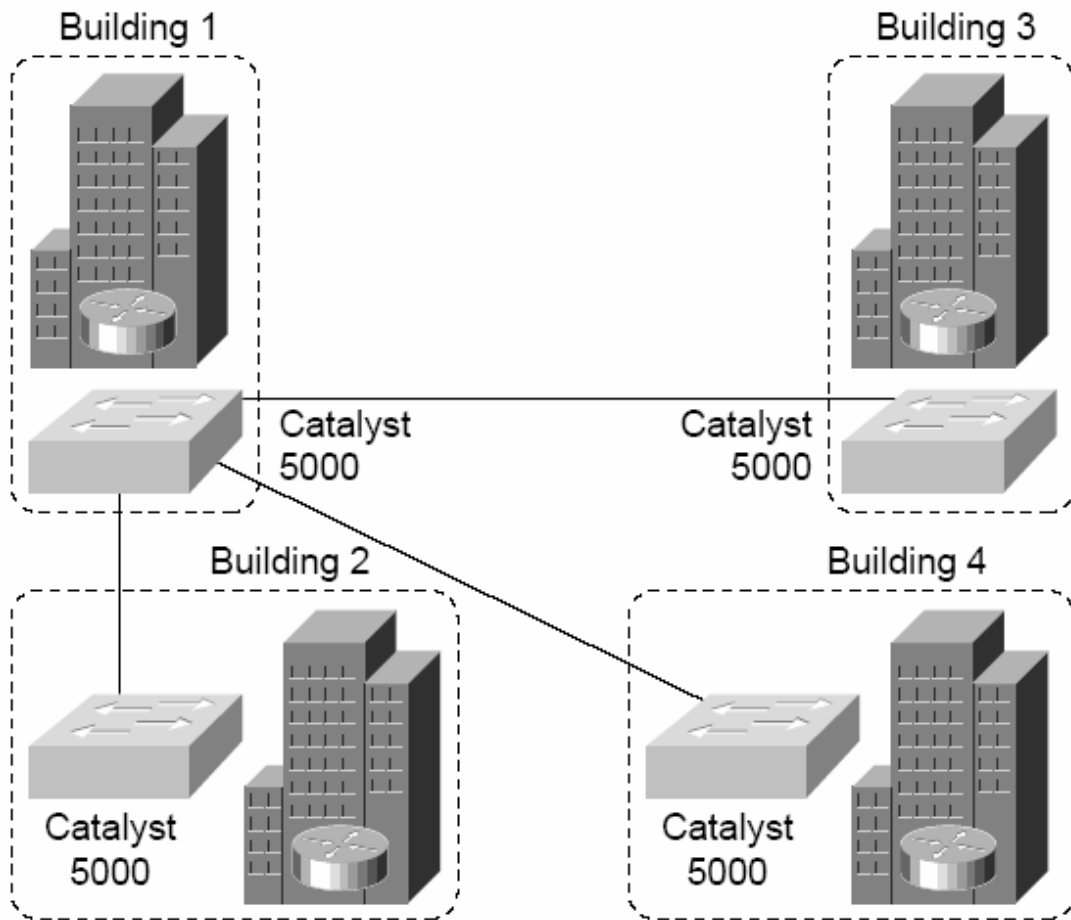 Building 1
Building 3
Catalyst
5000
Catalyst
5000
Building 2
Building 4
Catalyst
5000
Catalyst
5000